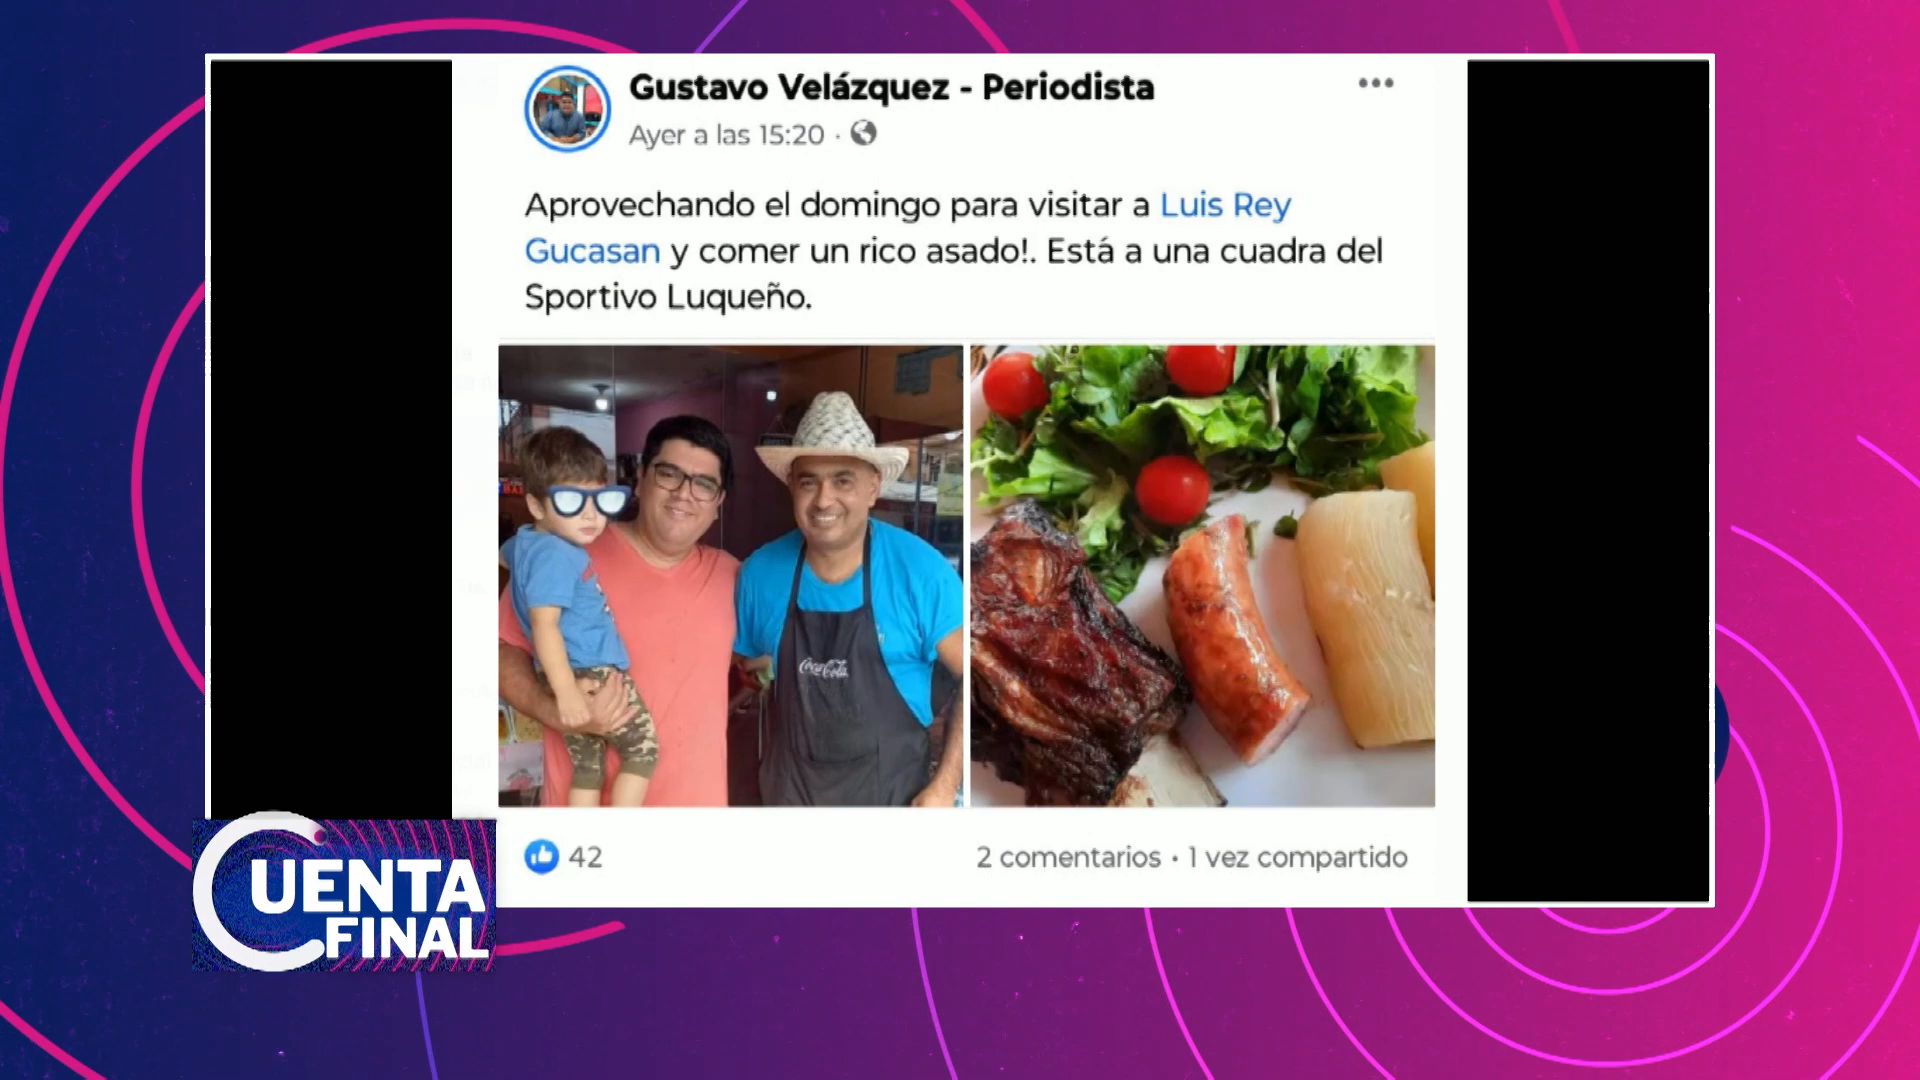 Gustavo Velázquez - Periodista
Ayer a las 15:20 ·
Aprovechando el domingo para visitar a Luis Rey
Gucasan y comer un rico asado!. Está a una cuadra del
Sportivo Luqueño.
Coca-Cola
42
2 comentarios • 1 vez compartido
CUENTA
FINAL